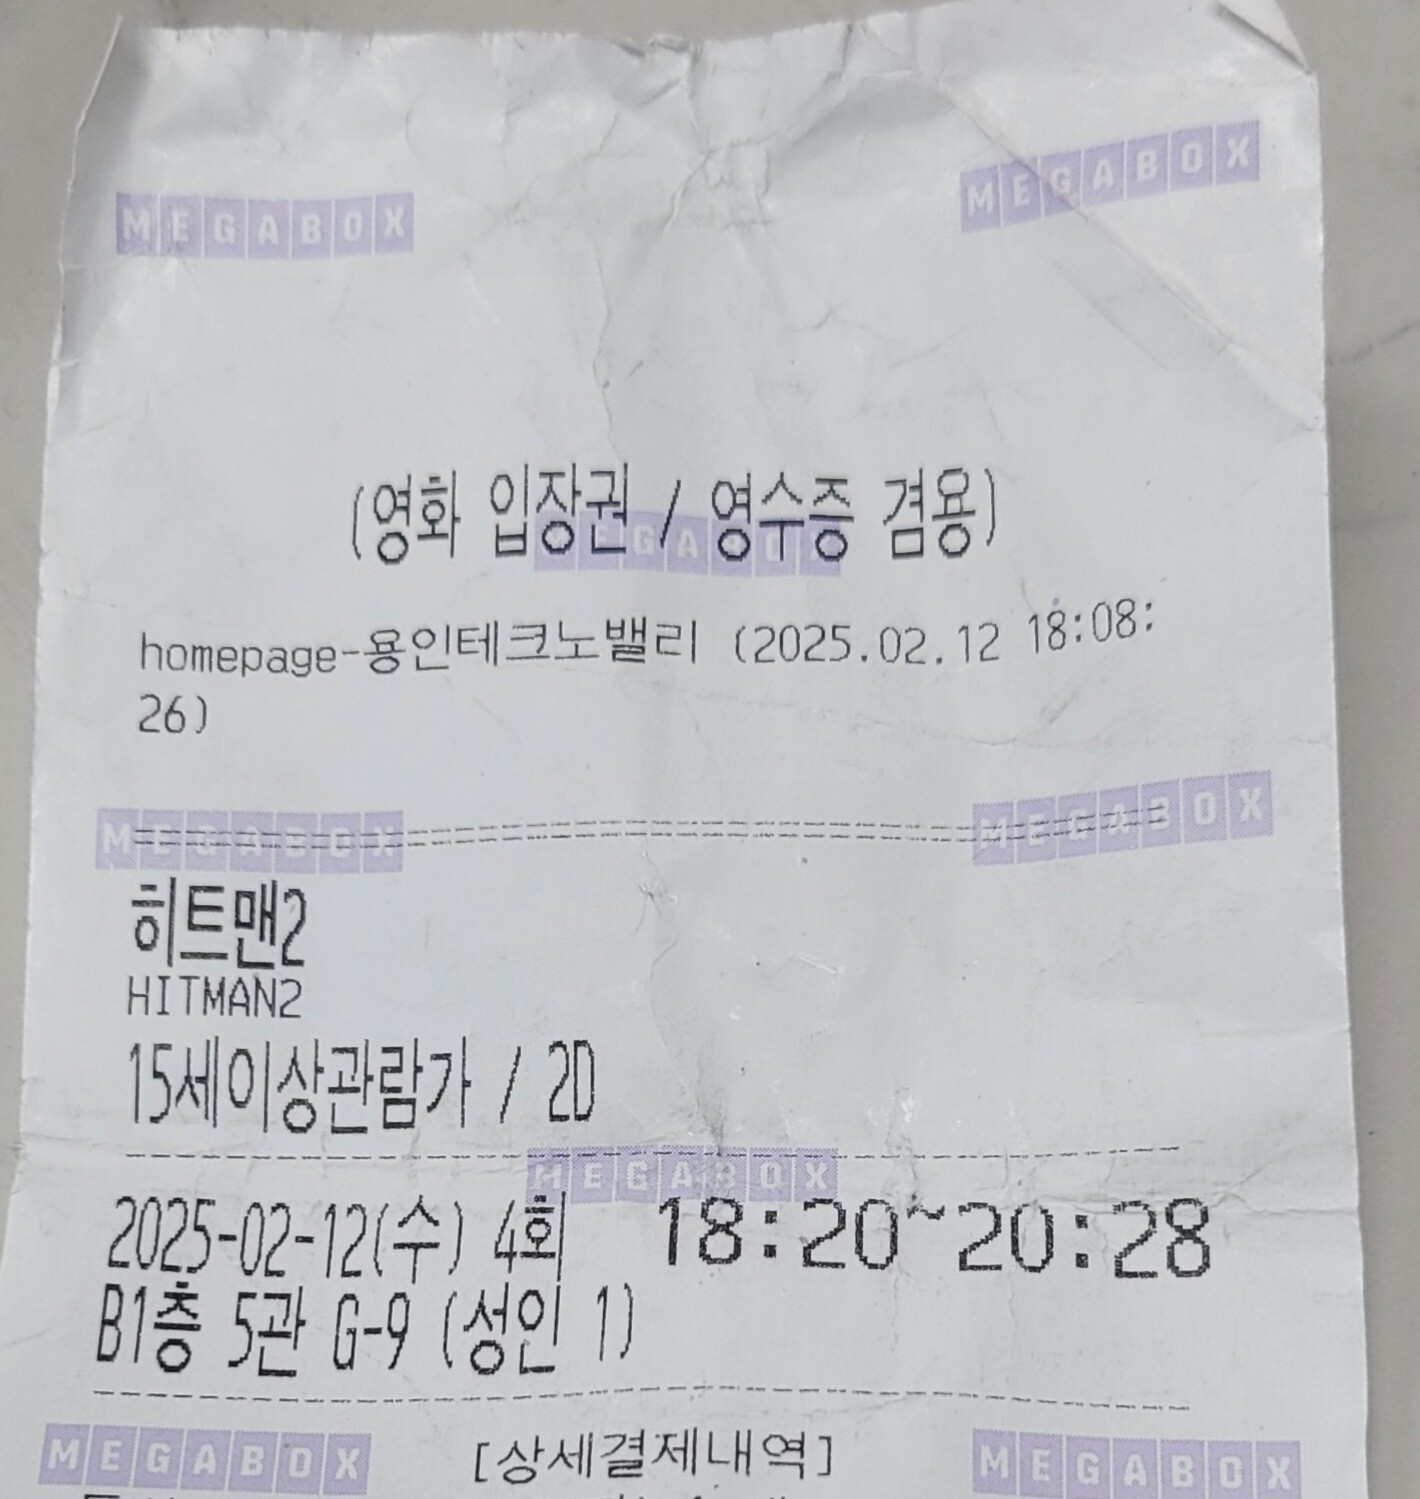 MEGABOX MEGABOX
(영화 입장권 / 영수증 겸용)
homepage-용인테크노밸리 (2025.02.12 18:08:
26)
MEGABOX MEGABOX
히트맨2
HITMAN2
15세이상관람가 / 2D
MEGABOX
2025-02-12(수) 4회 18:20~20:28
B1층 5관 G-9 (성인 1)
MEGABOX [상세결제내역] MEGABOX